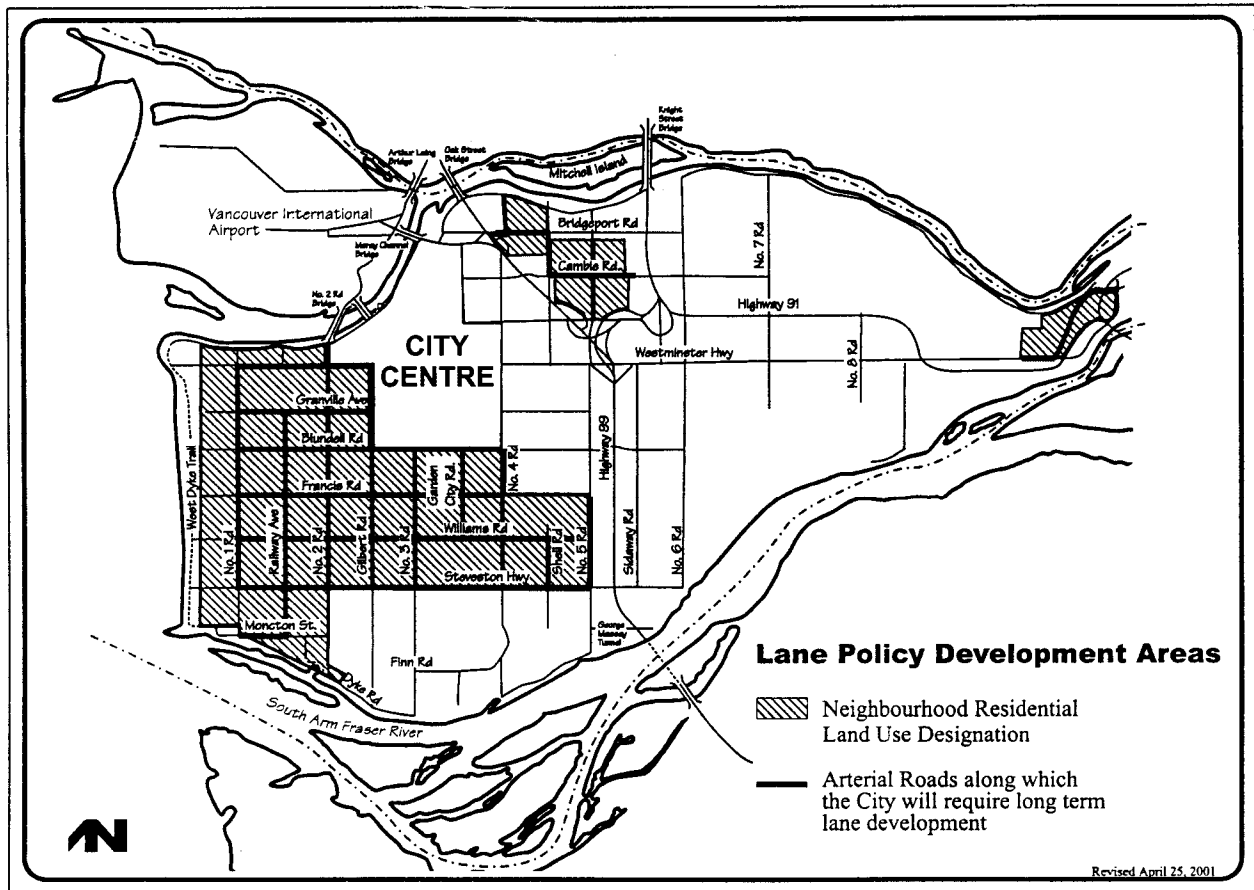 Knight
Street
Bridge
Arthur Laing
Bridge
Oak Street
Bridge
Mitchell Island
Vancouver International
Airport
Bridgeport Rd
Moray Channel
Bridge
Cambie Rd.
No. 7 Rd
No. 2 Rd
Bridge
Highway 91
CITY
CENTRE
Westminster Hwy
No. 8 Rd
Granville Ave
Blundell Rd
West Dyke Trail
Francis Rd
Garden
City Rd.
No. 4 Rd
Highway 99
No. 1 Rd
Railway Ave
No. 2 Rd
Gilbert Rd
No. 3 Rd
Williams Rd
Shell Rd
No. 5 Rd
Sidaway Rd
No. 6 Rd
Steveston Hwy.
Moncton St.
George
Massey
Tunnel
Finn Rd
Dyke Rd
South Arm Fraser River
Lane Policy Development Areas
Neighbourhood Residential
Land Use Designation
Arterial Roads along which
the City will require long term
lane development
N
Revised April 25, 2001